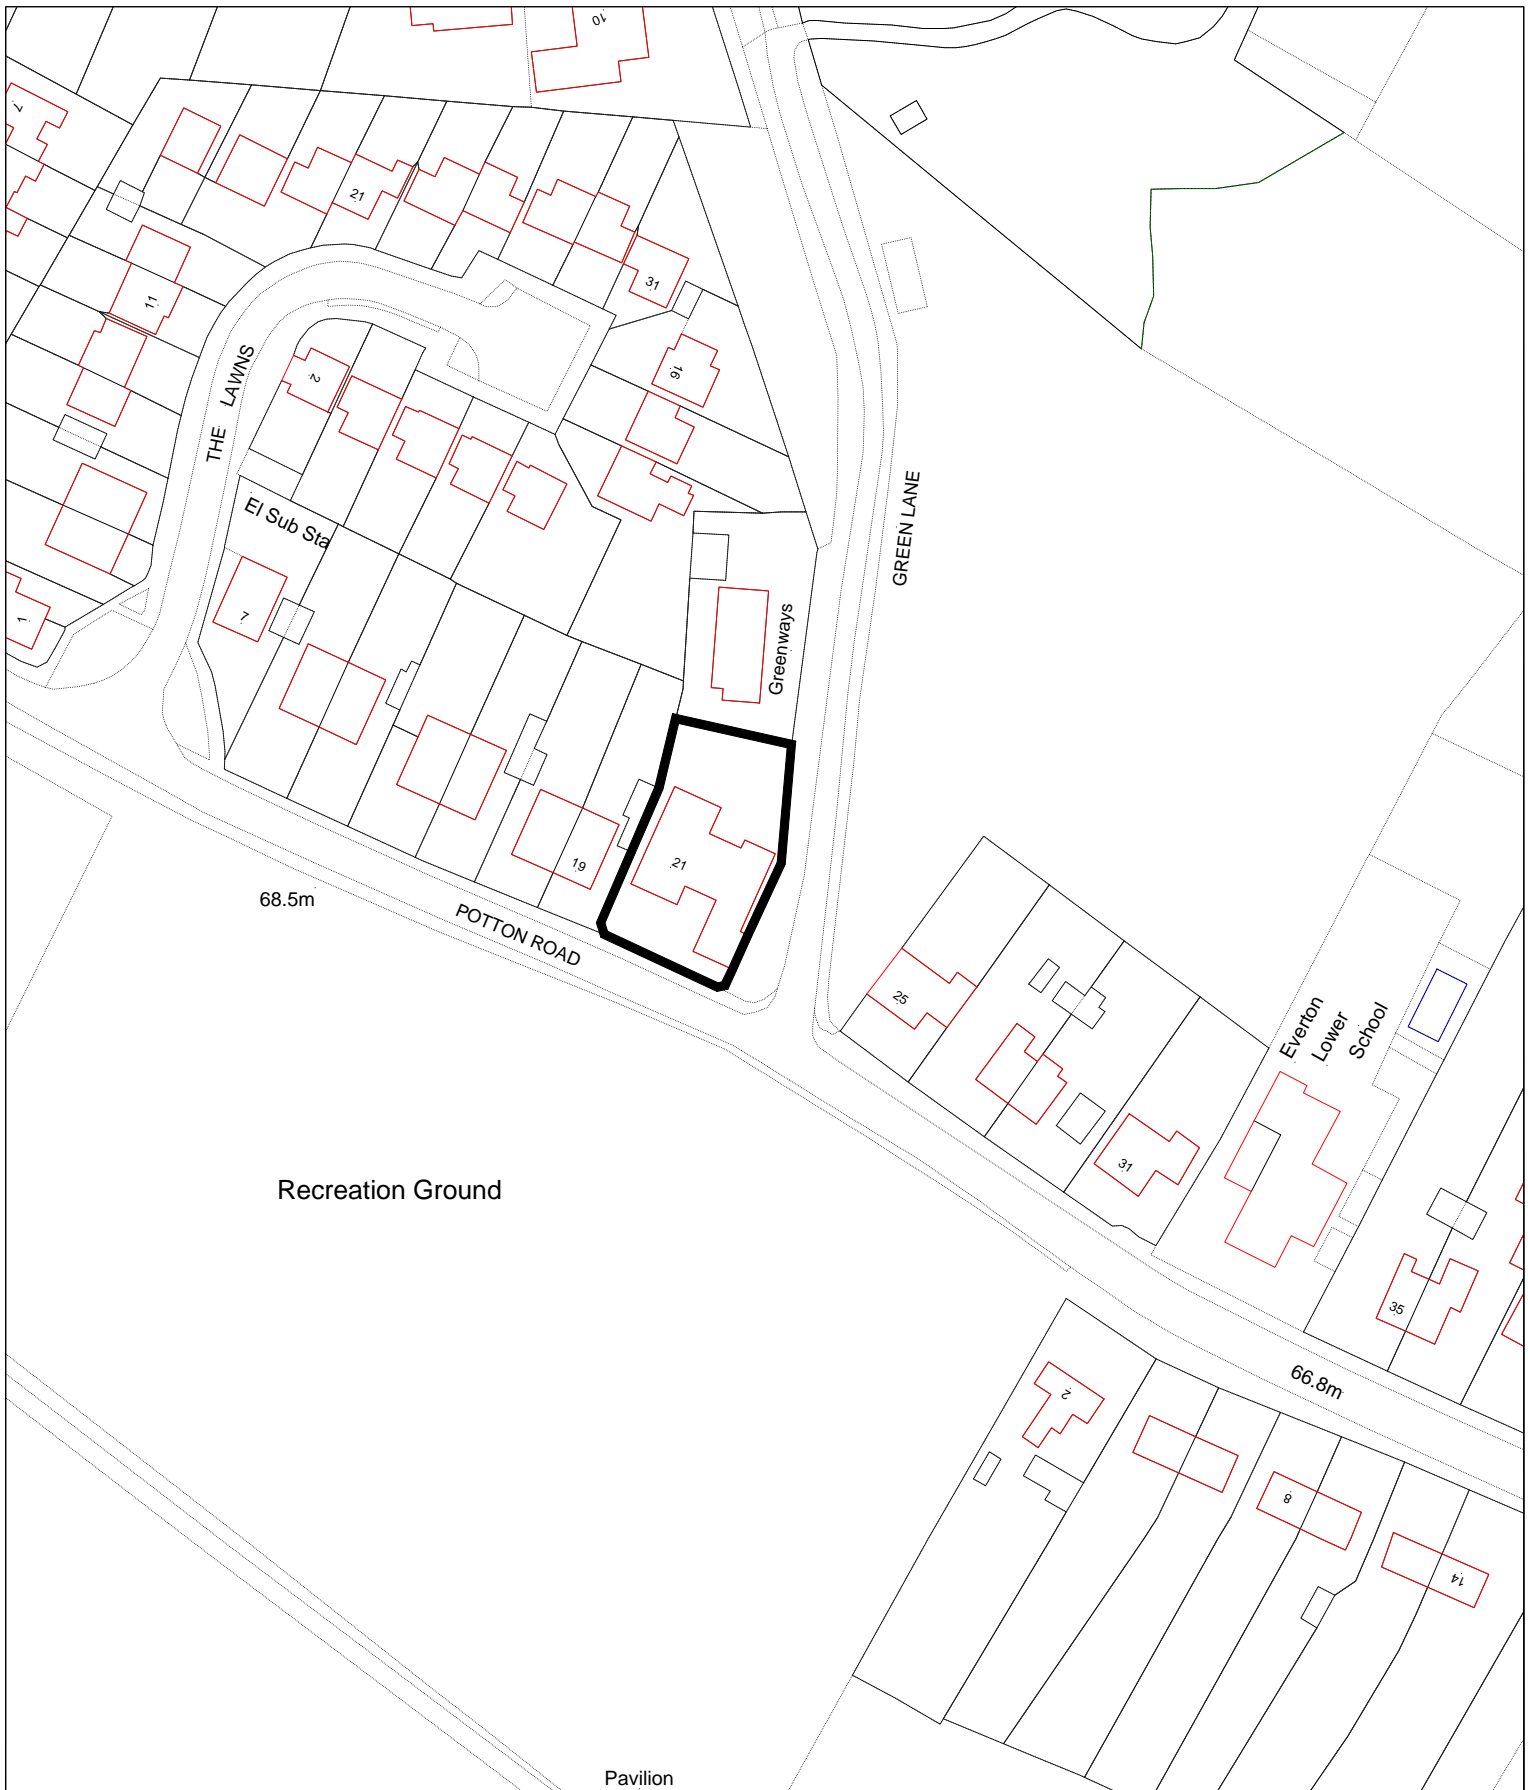 10
7
21
31
11
16
2
THE LAWNS
El Sub Sta
GREEN LANE
7
1
Greenways
21
19
68.5m
POTTON ROAD
25
Everton
Lower
School
31
Recreation Ground
35
66.8m
2
8
14
Pavilion